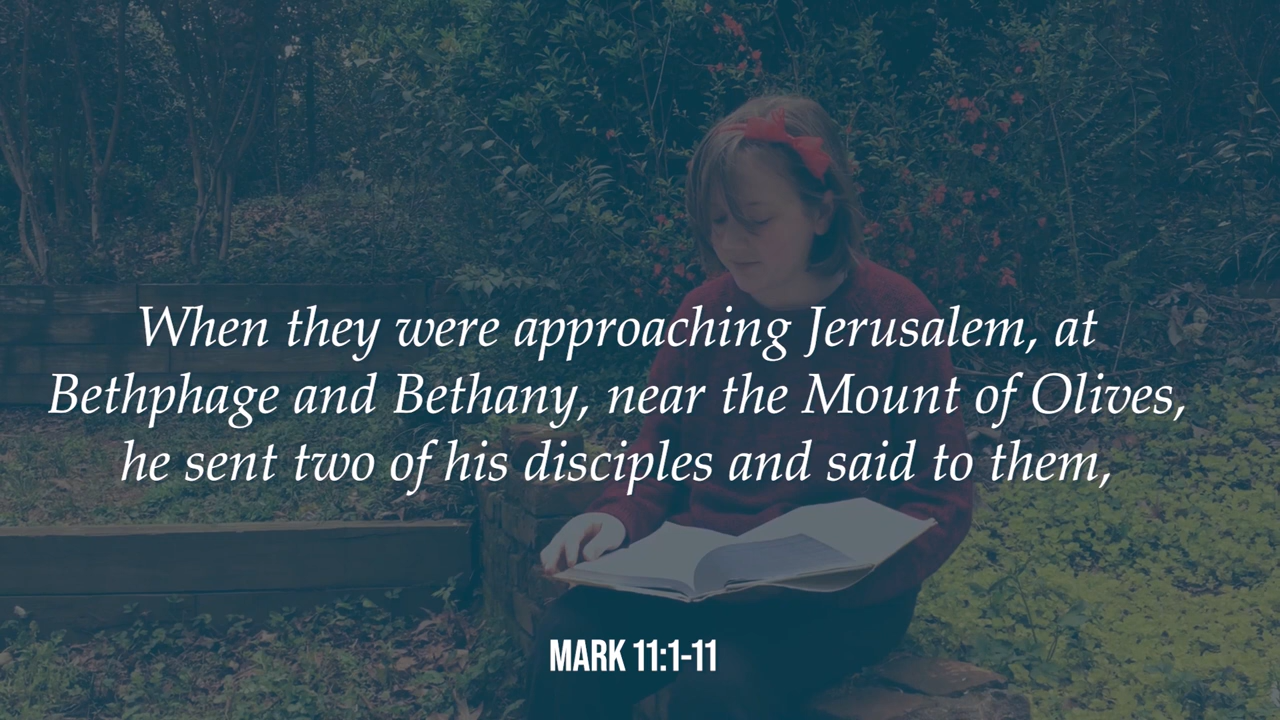 When they were approaching Jerusalem, at
Bethphage and Bethany, near the Mount of Olives,
he sent two of his disciples and said to them,
MARK 11:1-11